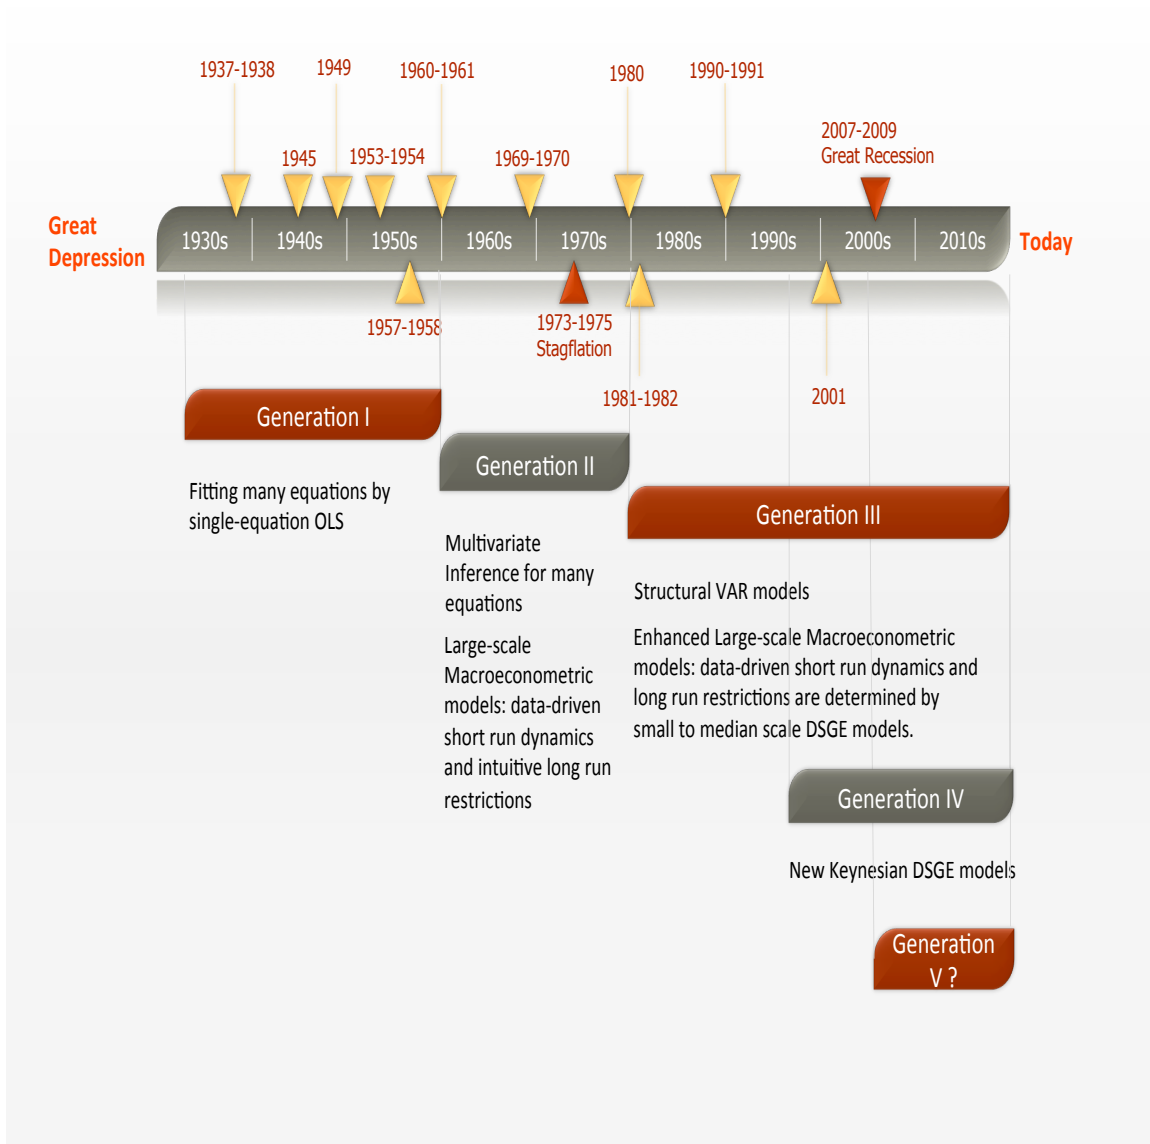 1937-1938
1949
1960-1961
1980
1990-1991
1945
1953-1954
1969-1970
2007-2009
Great Recession
Great
Depression
1930s
1940s
1950s
1960s
1970s
1980s
1990s
2000s
2010s
Today
1957-1958
1973-1975
Stagflation
1981-1982
2001
Generation I
Fitting many equations by
single-equation OLS
Generation II
Multivariate
Inference for many
equations
Large-scale
Macroeconometric
models: data-driven
short run dynamics
and intuitive long run
restrictions
Generation III
Structural VAR models
Enhanced Large-scale Macroeconometric
models: data-driven short run dynamics and
long run restrictions are determined by
small to median scale DSGE models.
Generation IV
New Keynesian DSGE models
Generation
V ?